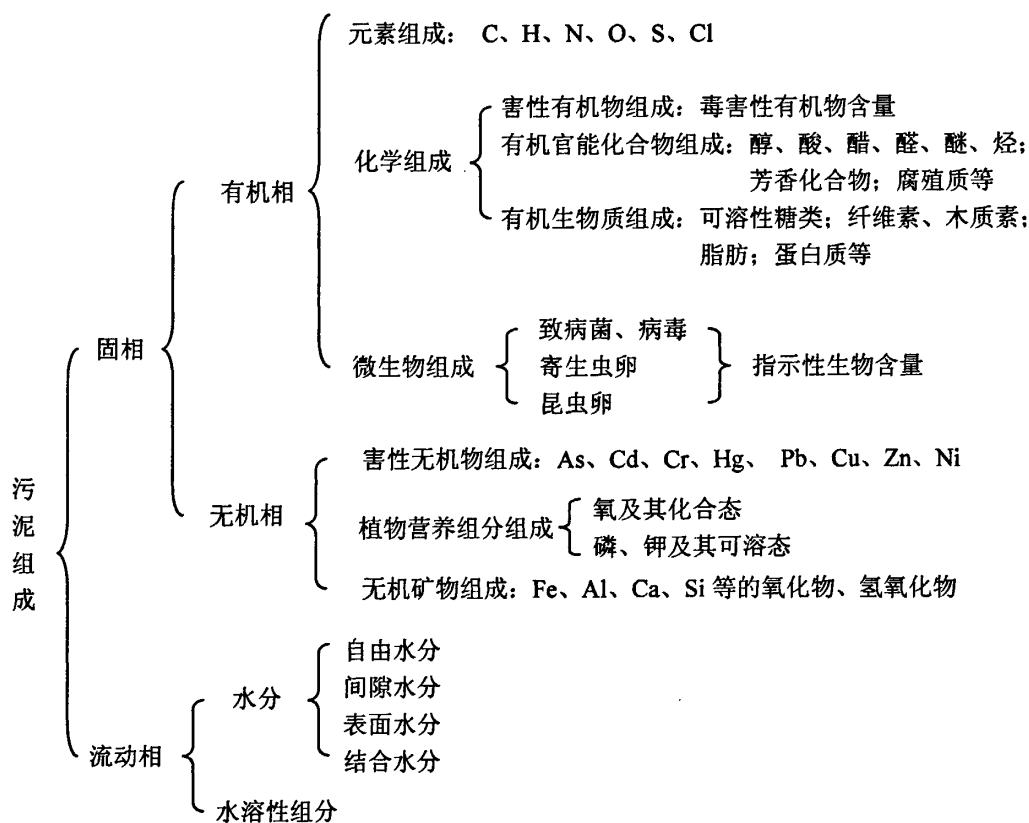 元素组成： C、H、N、O、S、Cl
害性有机物组成：毒害性有机物含量
化学组成
有机官能化合物组成：醇、酸、醋、醛、醚、烃；
芳香化合物；腐殖质等
有机相
有机生物质组成：可溶性糖类；纤维素、木质素；
脂肪；蛋白质等
固相
微生物组成
致病菌、病毒
寄生虫卵
昆虫卵
指示性生物含量
污泥组成
无机相
害性无机物组成：As、Cd、Cr、Hg、 Pb、Cu、Zn、Ni
植物营养组分组成
氧及其化合态
磷、钾及其可溶态
无机矿物组成：Fe、Al、Ca、Si 等的氧化物、氢氧化物
流动相
水分
自由水分
间隙水分
表面水分
结合水分
水溶性组分